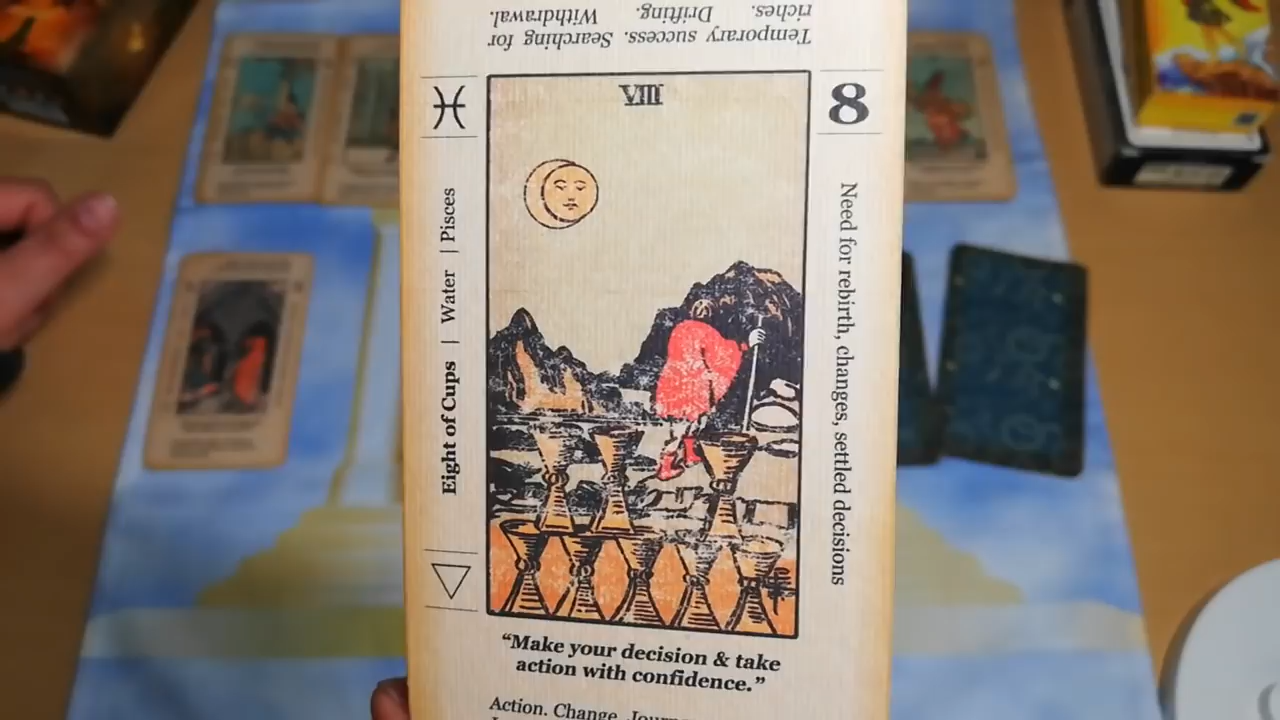 Temporary success. Searching for
riches. Drifting. Withdrawal.
VIII
8
Eight of Cups | Water | Pisces
Need for rebirth, changes, settled decisions
“Make your decision & take
action with confidence.”
Action. Change.